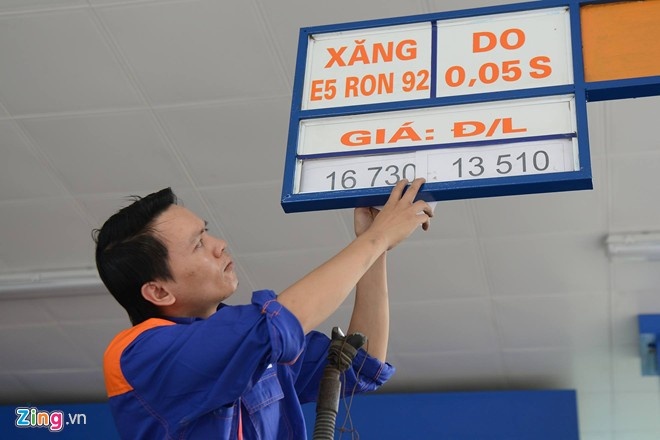 XĂNG
E5 RON 92
DO
0,05 S
GIÁ: Đ/L
16 730 13 510
Zing.vn